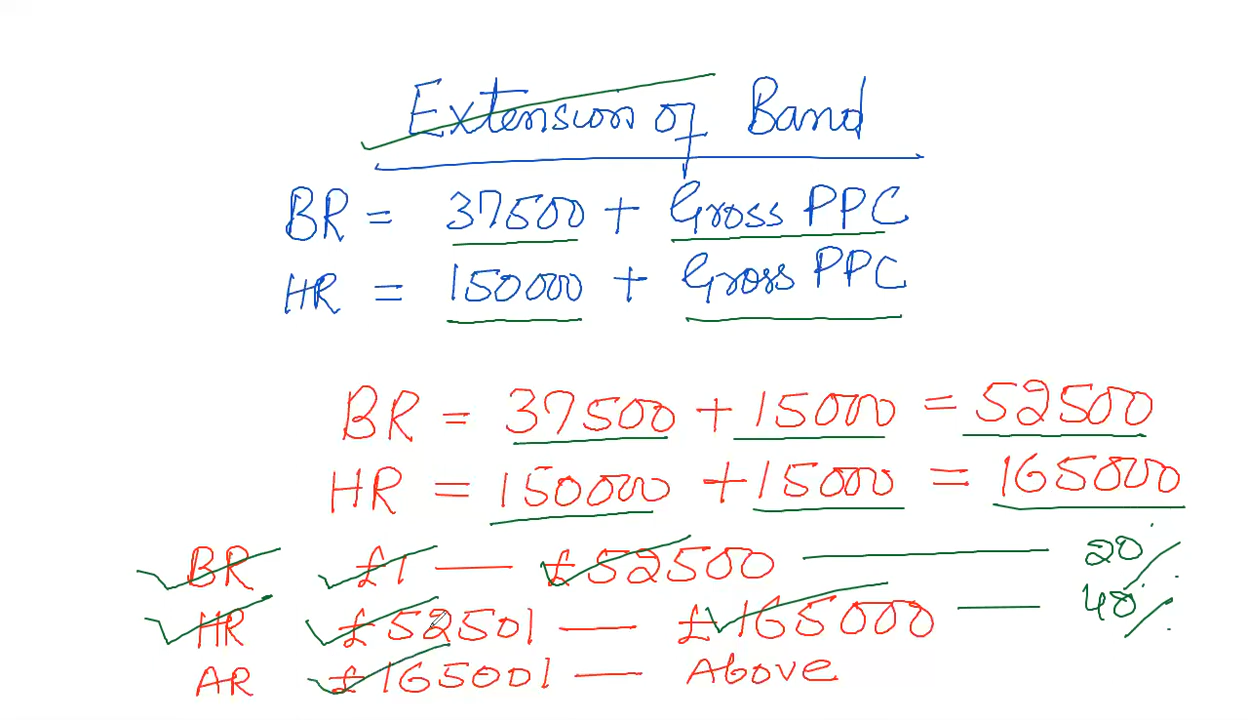 Extension of Band
BR = 37500 + Gross PPC
HR = 150000 + Gross PPC
BR = 37500 + 15000 = 52500
HR = 150000 + 15000 = 165000
BR £1 — £52500 — 20%
HR £52501 — £165000 — 40%
AR £165001 — Above